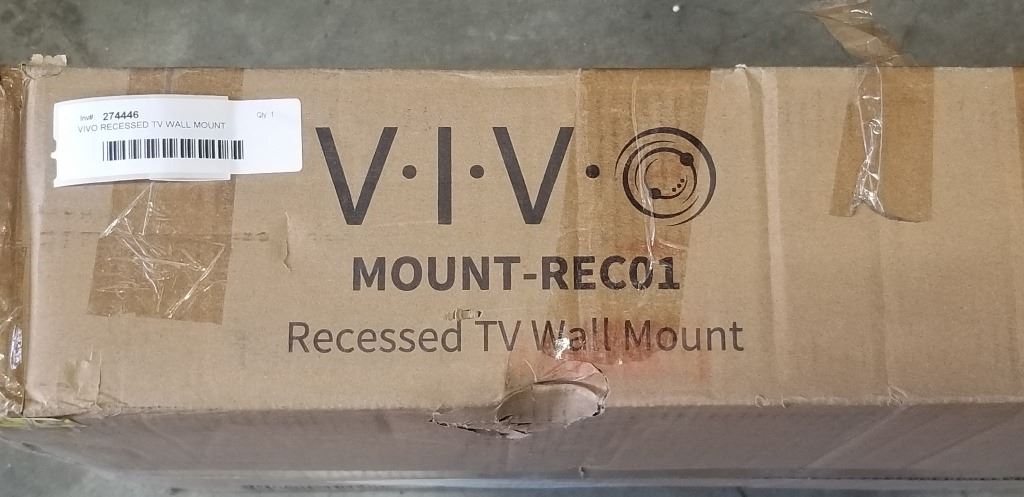 Inv#: 274446
Qty: 1
VIVO RECESSED TV WALL MOUNT
V·I·V·O
MOUNT-REC01
Recessed TV Wall Mount